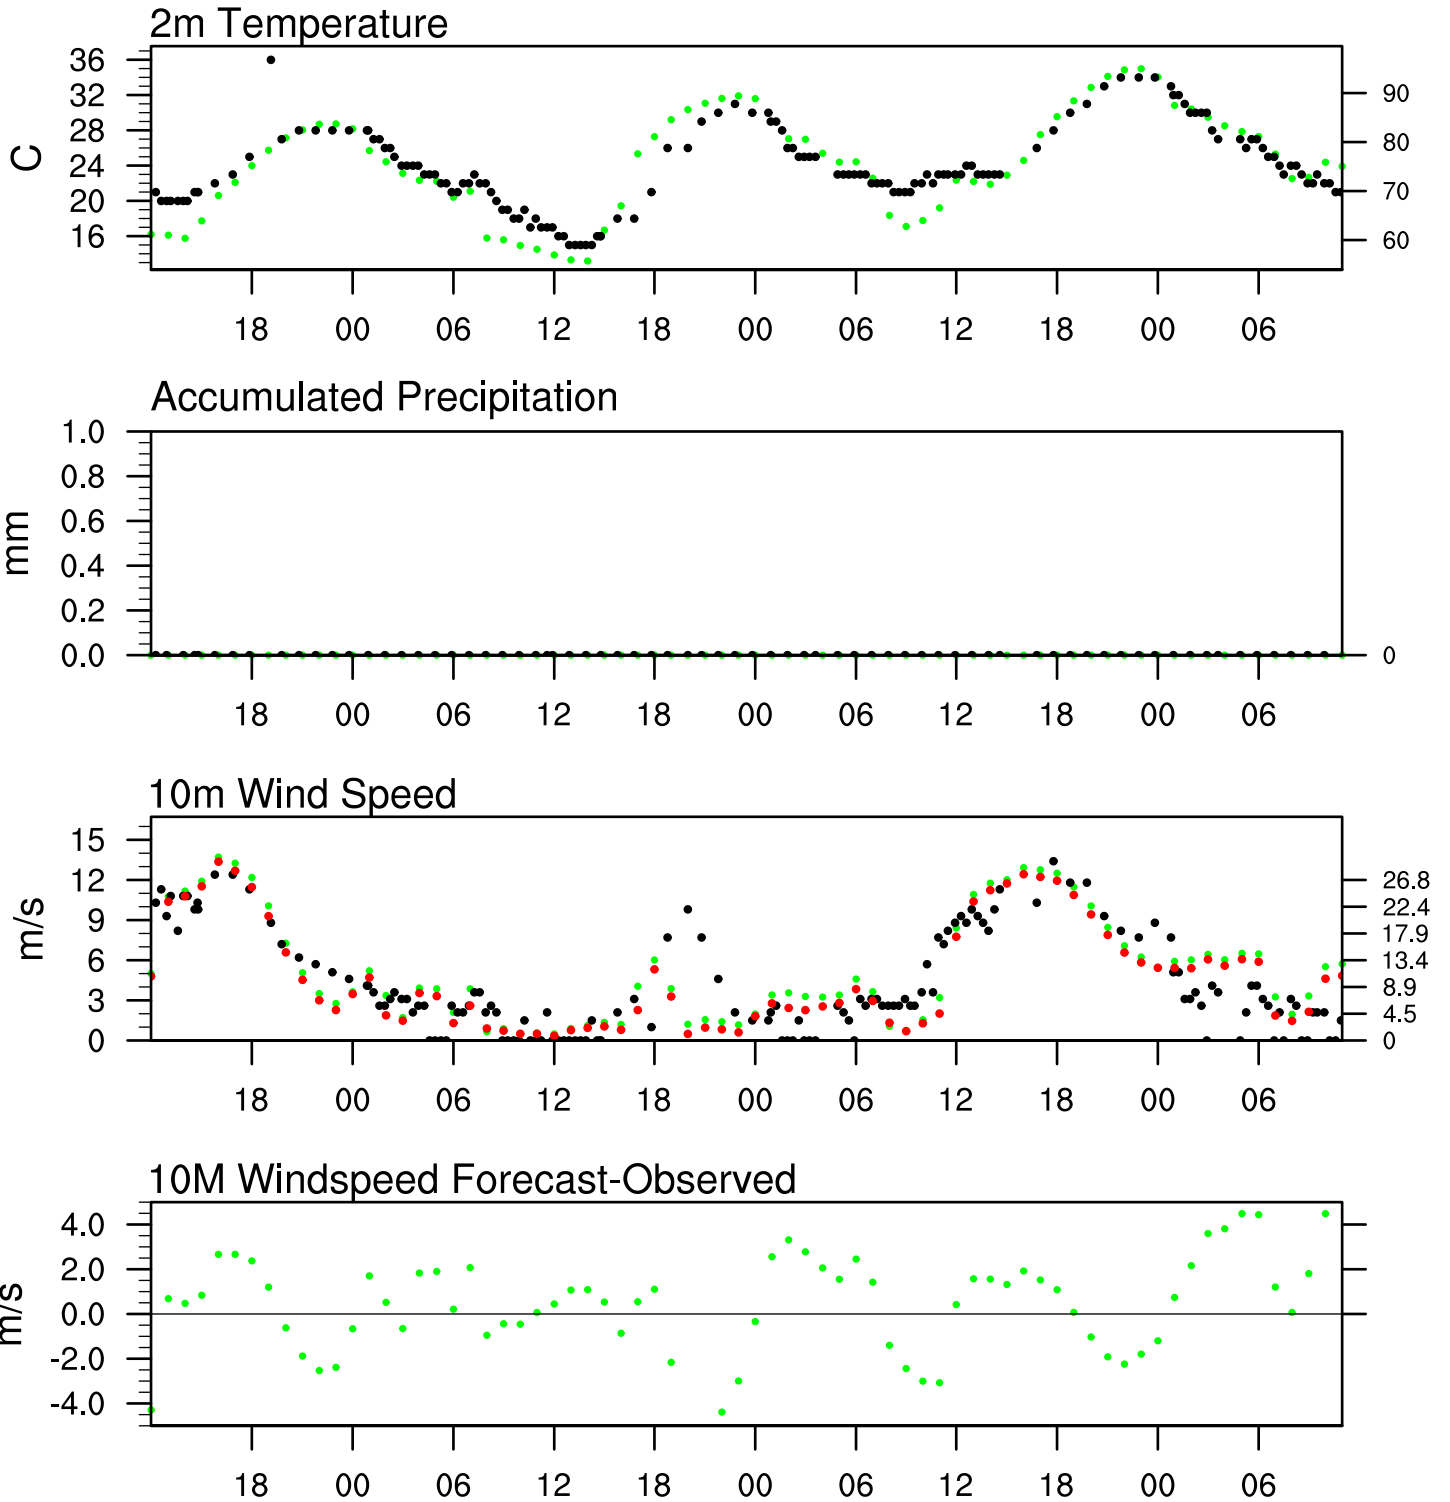 2m Temperature
36
32
28
24
20
16
C
90
80
70
60
18 00 06 12 18 00 06 12 18 00 06
Accumulated Precipitation
1.0
0.8
0.6
0.4
0.2
0.0
mm
0
18 00 06 12 18 00 06 12 18 00 06
10m Wind Speed
15
12
9
6
3
0
m/s
26.8
22.4
17.9
13.4
8.9
4.5
0
18 00 06 12 18 00 06 12 18 00 06
10M Windspeed Forecast-Observed
4.0
2.0
0.0
-2.0
-4.0
m/s
18 00 06 12 18 00 06 12 18 00 06